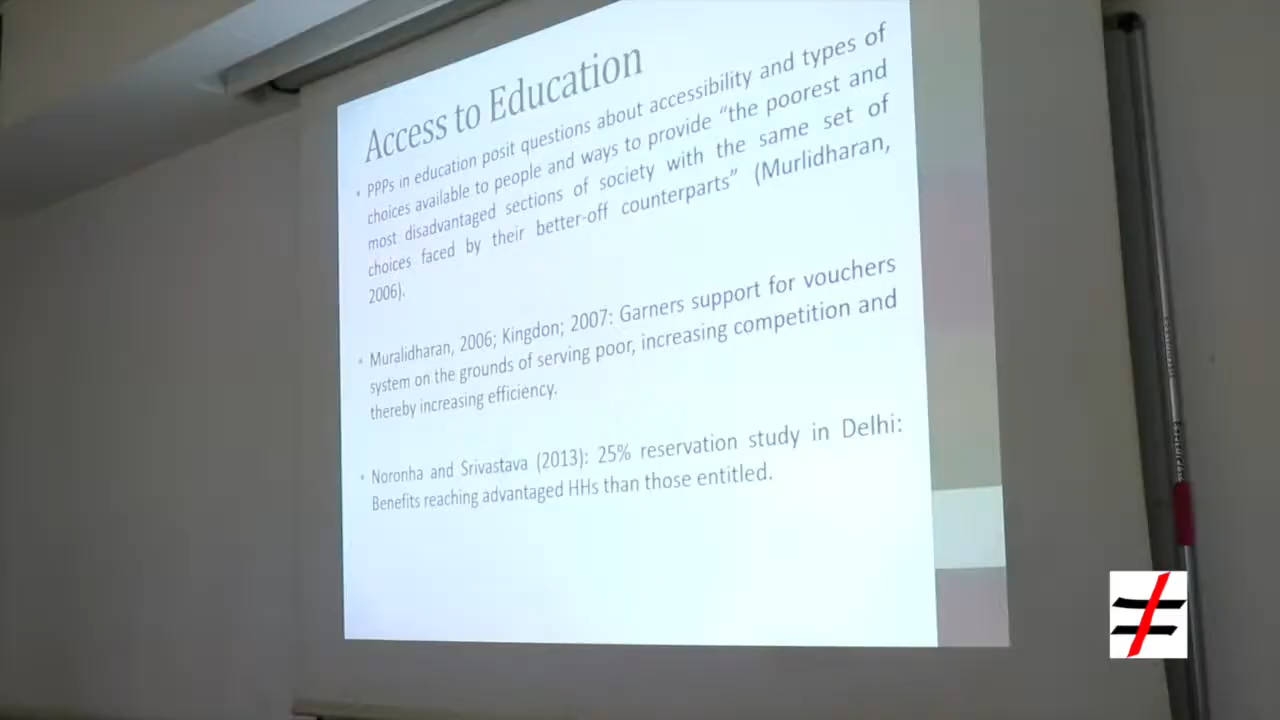 Access to Education
• PPPs in education posit questions about accessibility and types of
choices available to people and ways to provide “the poorest and
most disadvantaged sections of society with the same set of
choices faced by their better-off counterparts” (Murlidharan,
2006).
• Muralidharan, 2006; Kingdon; 2007: Garners support for vouchers
system on the grounds of serving poor, increasing competition and
thereby increasing efficiency.
• Noronha and Srivastava (2013): 25% reservation study in Delhi:
Benefits reaching advantaged HHs than those entitled.